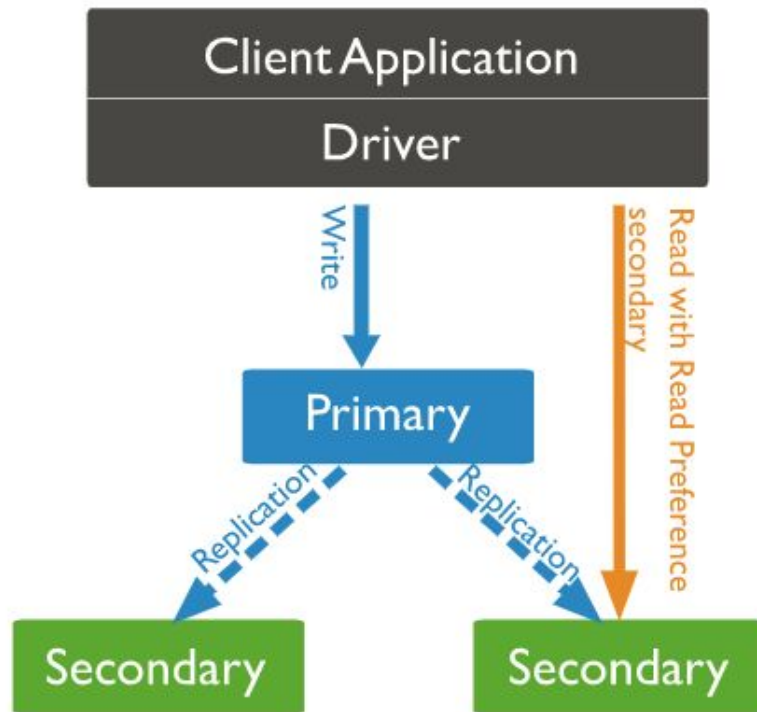 Client Application
Driver
Write
Read with Read Preference
secondary
Primary
Replication
Replication
Secondary
Secondary